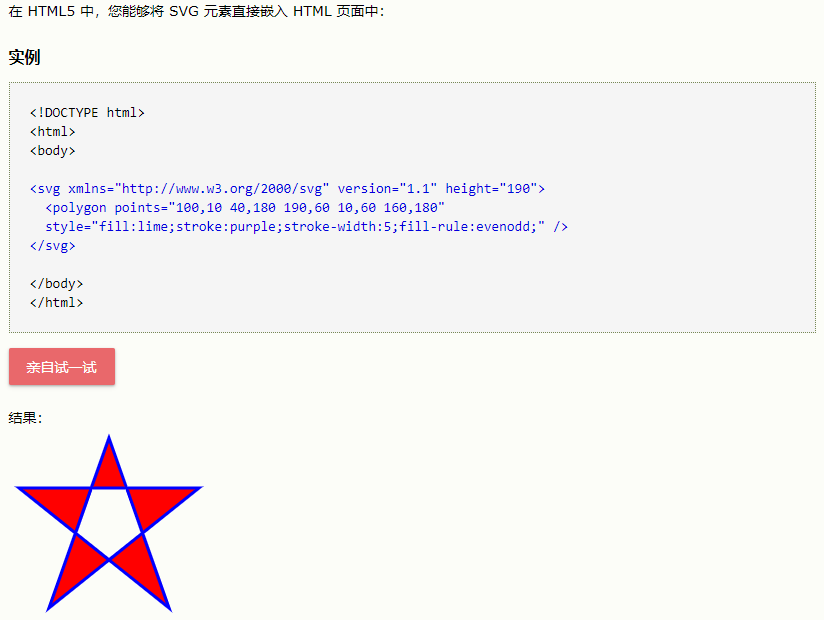 在 HTML5 中，您能够将 SVG 元素直接嵌入 HTML 页面中：
实例
<!DOCTYPE html>
<html>
<body>
<svg xmlns="http://www.w3.org/2000/svg" version="1.1" height="190">
<polygon points="100,10 40,180 190,60 10,60 160,180"
style="fill:lime;stroke:purple;stroke-width:5;fill-rule:evenodd;" />
</svg>
</body>
</html>
亲自试一试
结果：